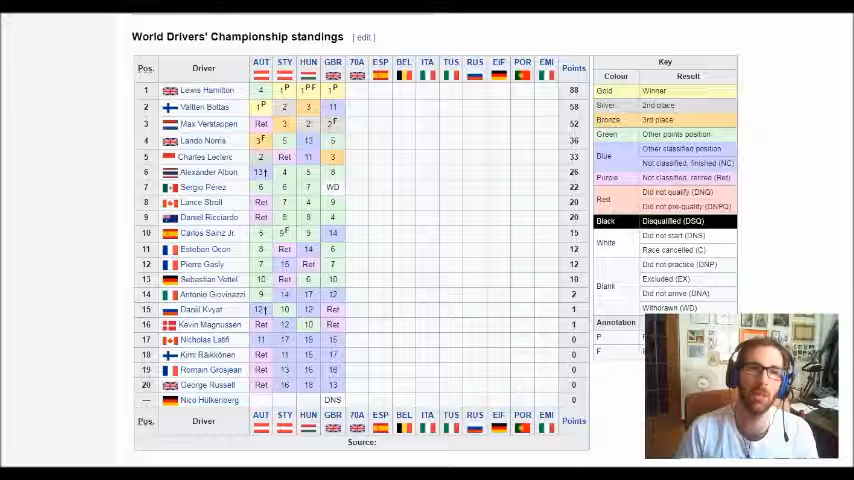 World Drivers' Championship standings [ edit ]
Pos. Driver AUT STY HUN GBR 70A ESP BEL ITA TUS RUS EIF POR EMI Points
1 Lewis Hamilton 4 1P 1PF 1P 88
2 Valtteri Bottas 1P 2 3 11 58
3 Max Verstappen Ret 3 2 2F 52
4 Lando Norris 3F 5 13 5 36
5 Charles Leclerc 2 Ret 11 3 33
6 Alexander Albon 13† 4 5 8 26
7 Sergio Pérez 6 6 7 WD 22
8 Lance Stroll Ret 7 4 9 20
9 Daniel Ricciardo Ret 8 8 4 20
10 Carlos Sainz Jr. 5 9F 9 14 15
11 Esteban Ocon 8 Ret 14 6 12
12 Pierre Gasly 7 15 Ret 7 12
13 Sebastian Vettel 10 Ret 6 10 10
14 Antonio Giovinazzi 9 14 17 12 2
15 Daniil Kvyat 12† 10 12 Ret 1
16 Kevin Magnussen Ret 12 10 Ret 1
17 Nicholas Latifi 11 17 19 15 0
18 Kimi Räikkönen Ret 11 15 17 0
19 Romain Grosjean Ret 13 16 16 0
20 George Russell Ret 16 18 13 0
— Nico Hülkenberg DNS 0
Pos. Driver AUT STY HUN GBR 70A ESP BEL ITA TUS RUS EIF POR EMI Points
Source:
Key
Colour Result
Gold Winner
Silver 2nd place
Bronze 3rd place
Green Other points position
Blue Other classified position
Not classified, finished (NC)
Purple Not classified, retired (Ret)
Red Did not qualify (DNQ)
Did not pre-qualify (DNPQ)
Black Disqualified (DSQ)
White Did not start (DNS)
Race cancelled (C)
Blank Did not practice (DNP)
Excluded (EX)
Did not arrive (DNA)
Withdrawn (WD)
Annotation
P
F